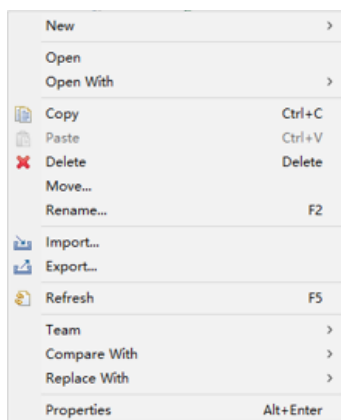 New >
Open
Open With >
Copy Ctrl+C
Paste Ctrl+V
Delete Delete
Move...
Rename... F2
Import...
Export...
Refresh F5
Team >
Compare With >
Replace With >
Properties Alt+Enter